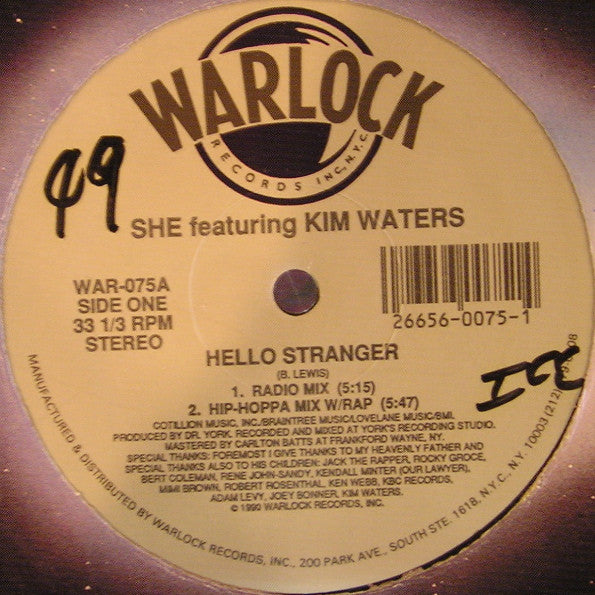 WARLOCK
RECORDS INC, N.Y.C.
49
SHE featuring KIM WATERS
WAR-075A
SIDE ONE
33 1/3 RPM
STEREO
26656-0075-1
HELLO STRANGER
(B. LEWIS)
1. RADIO MIX (5:15)
2. HIP-HOPPA MIX W/RAP (5:47)
COTILLION MUSIC, INC./BRAINTREE MUSIC/LOVELANE MUSIC/BMI.
PRODUCED BY DR. YORK. RECORDED AND MIXED AT YORK'S RECORDING STUDIO.
MASTERED BY CARLTON BATTS AT FRANKFORD WAYNE, NY.
SPECIAL THANKS: FOREMOST I GIVE THANKS TO MY HEAVENLY FATHER AND
SPECIAL THANKS ALSO TO HIS CHILDREN: JACK THE RAPPER, ROCKY GROCE,
BERT COLEMAN, RENE JOHN-SANDY, KENDALL MINTER (OUR LAWYER),
MIMI BROWN, ROBERT ROSENTHAL, KEN WEBB, KBC RECORDS,
ADAM LEVY, JOEY BONNER, KIM WATERS.
© 1990 WARLOCK RECORDS, INC.
MANUFACTURED & DISTRIBUTED BY WARLOCK RECORDS, INC., 200 PARK AVE., SOUTH STE. 1618, N.Y.C., N.Y. 10003 (212)